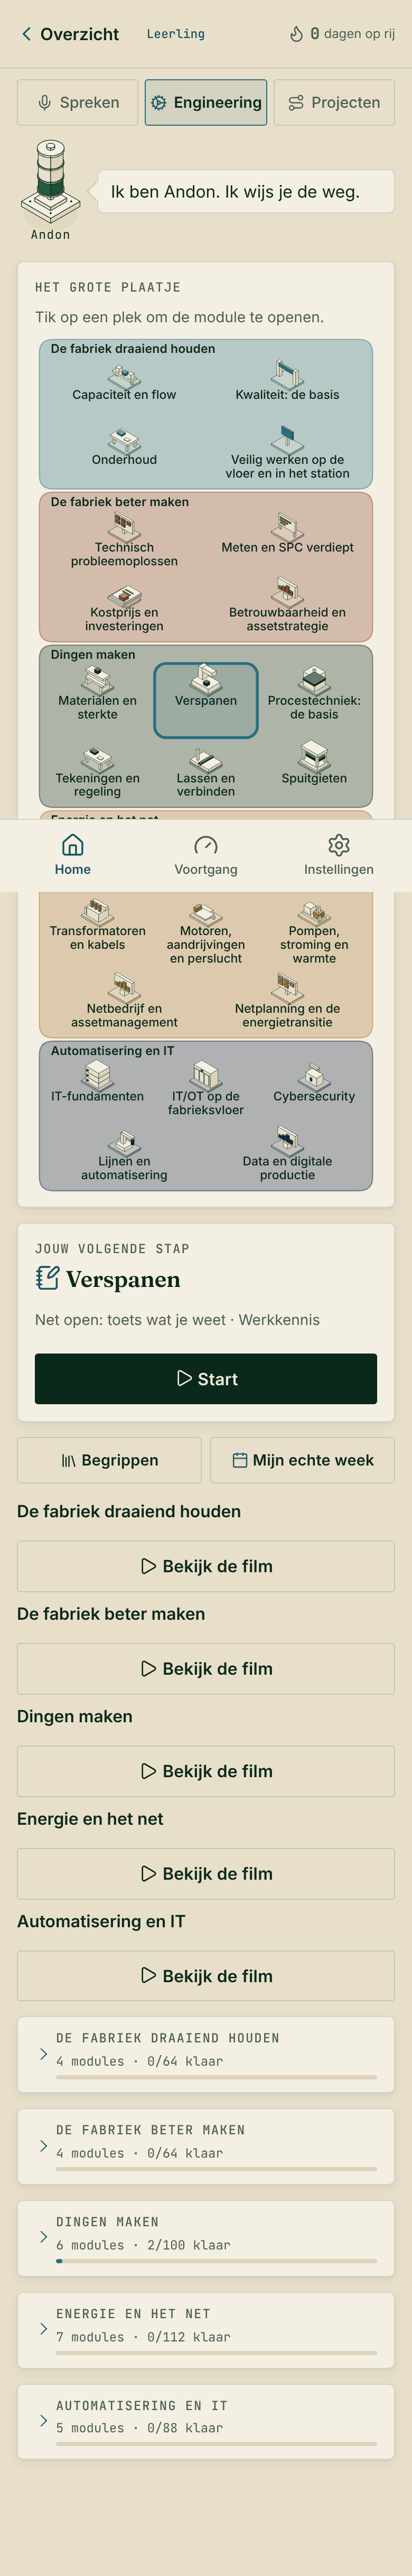 Overzicht
Leerling
0 dagen op rij
Spreken
Engineering
Projecten
Ik ben Andon. Ik wijs je de weg.
Andon
HET GROTE PLAATJE
Tik op een plek om de module te openen.
De fabriek draaiend houden
Capaciteit en flow
Kwaliteit: de basis
Onderhoud
Veilig werken op de
vloer en in het station
De fabriek beter maken
Technisch
probleemoplossen
Meten en SPC verdiept
Kostprijs en
investeringen
Betrouwbaarheid en
assetstrategie
Dingen maken
Materialen en
sterkte
Verspanen
Procestechniek:
de basis
Tekeningen en
regeling
Lassen en
verbinden
Spuitgieten
Home
Voortgang
Instellingen
Transformatoren
en kabels
Motoren,
aandrijvingen
en perslucht
Pompen,
stroming en
warmte
Netbedrijf en
assetmanagement
Netplanning en de
energietransitie
Automatisering en IT
IT-fundamenten
IT/OT op de
fabrieksvloer
Cybersecurity
Lijnen en
automatisering
Data en digitale
productie
JOUW VOLGENDE STAP
Verspanen
Net open: toets wat je weet · Werkkennis
Start
Begrippen
Mijn echte week
De fabriek draaiend houden
Bekijk de film
De fabriek beter maken
Bekijk de film
Dingen maken
Bekijk de film
Energie en het net
Bekijk de film
Automatisering en IT
Bekijk de film
DE FABRIEK DRAAIEND HOUDEN
4 modules · 0/64 klaar
DE FABRIEK BETER MAKEN
4 modules · 0/64 klaar
DINGEN MAKEN
6 modules · 2/100 klaar
ENERGIE EN HET NET
7 modules · 0/112 klaar
AUTOMATISERING EN IT
5 modules · 0/88 klaar